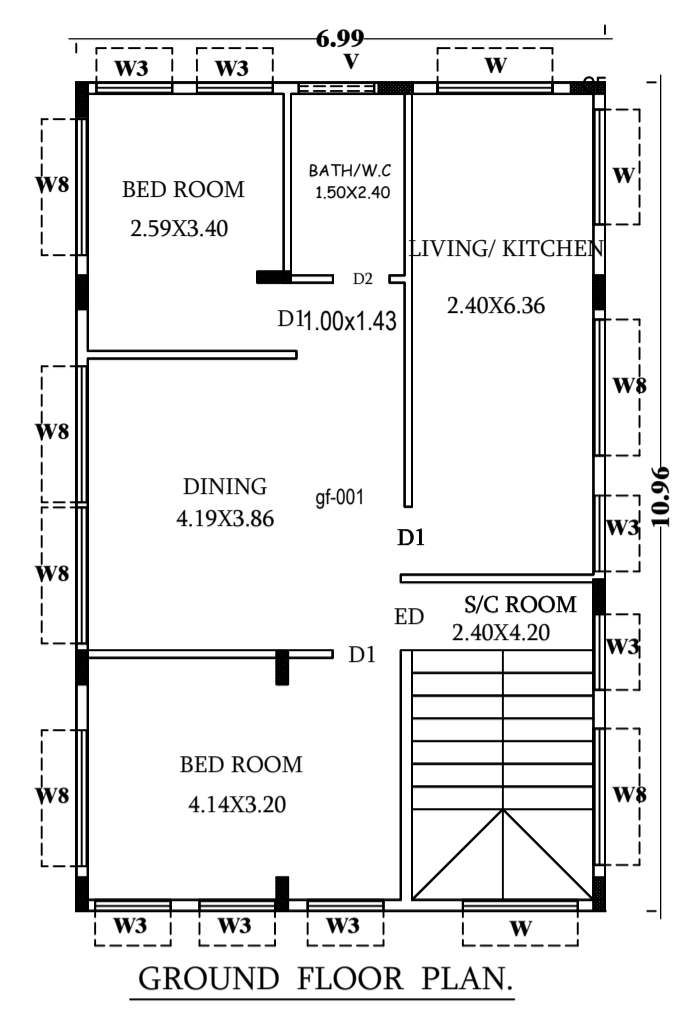 6.99
W3
W3
V
W
W8
BED ROOM
2.59X3.40
BATH/W.C
1.50X2.40
W
LIVING/ KITCHEN
2.40X6.36
D2
D1
1.00x1.43
W8
W8
DINING
4.19X3.86
gf-001
10.96
W3
D1
W8
ED
S/C ROOM
2.40X4.20
W3
D1
BED ROOM
4.14X3.20
W8
W8
W3
W3
W3
W
GROUND FLOOR PLAN.